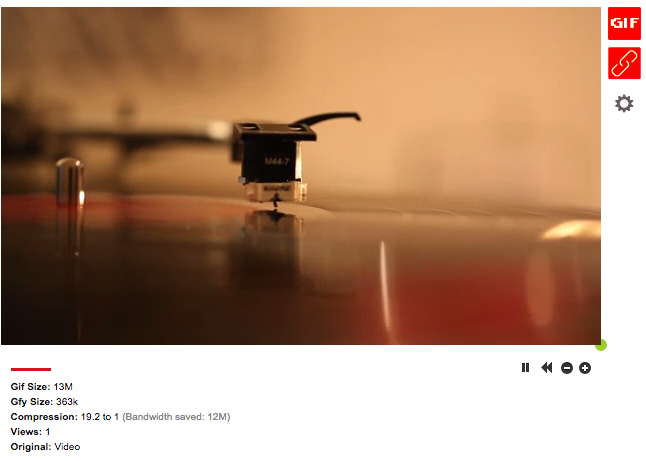 GIF
M44-7
Gif Size: 13M
Gfy Size: 363k
Compression: 19.2 to 1 (Bandwidth saved: 12M)
Views: 1
Original: Video